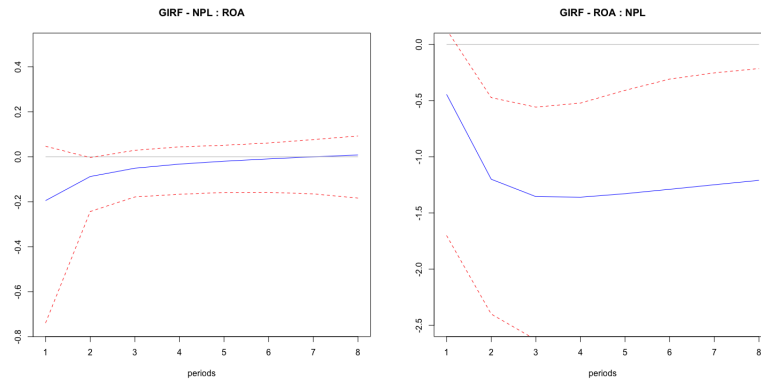 GIRF - NPL : ROA
0.4
0.2
0.0
-0.2
-0.4
-0.6
-0.8
1 2 3 4 5 6 7 8
periods
GIRF - ROA : NPL
0.0
-0.5
-1.0
-1.5
-2.0
-2.5
1 2 3 4 5 6 7 8
periods